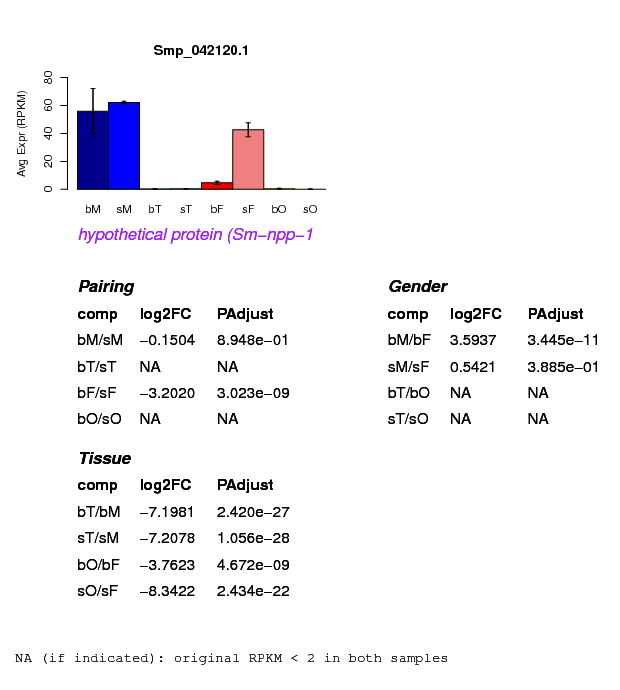 Smp_042120.1
Avg Expr (RPKM)
80
60
40
20
0
bM sM bT sT bF sF bO sO
hypothetical protein (Sm−npp−1
Pairing
comp log2FC PAdjust
bM/sM −0.1504 8.948e−01
bT/sT NA NA
bF/sF −3.2020 3.023e−09
bO/sO NA NA
Gender
comp log2FC PAdjust
bM/bF 3.5937 3.445e−11
sM/sF 0.5421 3.885e−01
bT/bO NA NA
sT/sO NA NA
Tissue
comp log2FC PAdjust
bT/bM −7.1981 2.420e−27
sT/sM −7.2078 1.056e−28
bO/bF −3.7623 4.672e−09
sO/sF −8.3422 2.434e−22
NA (if indicated): original RPKM < 2 in both samples